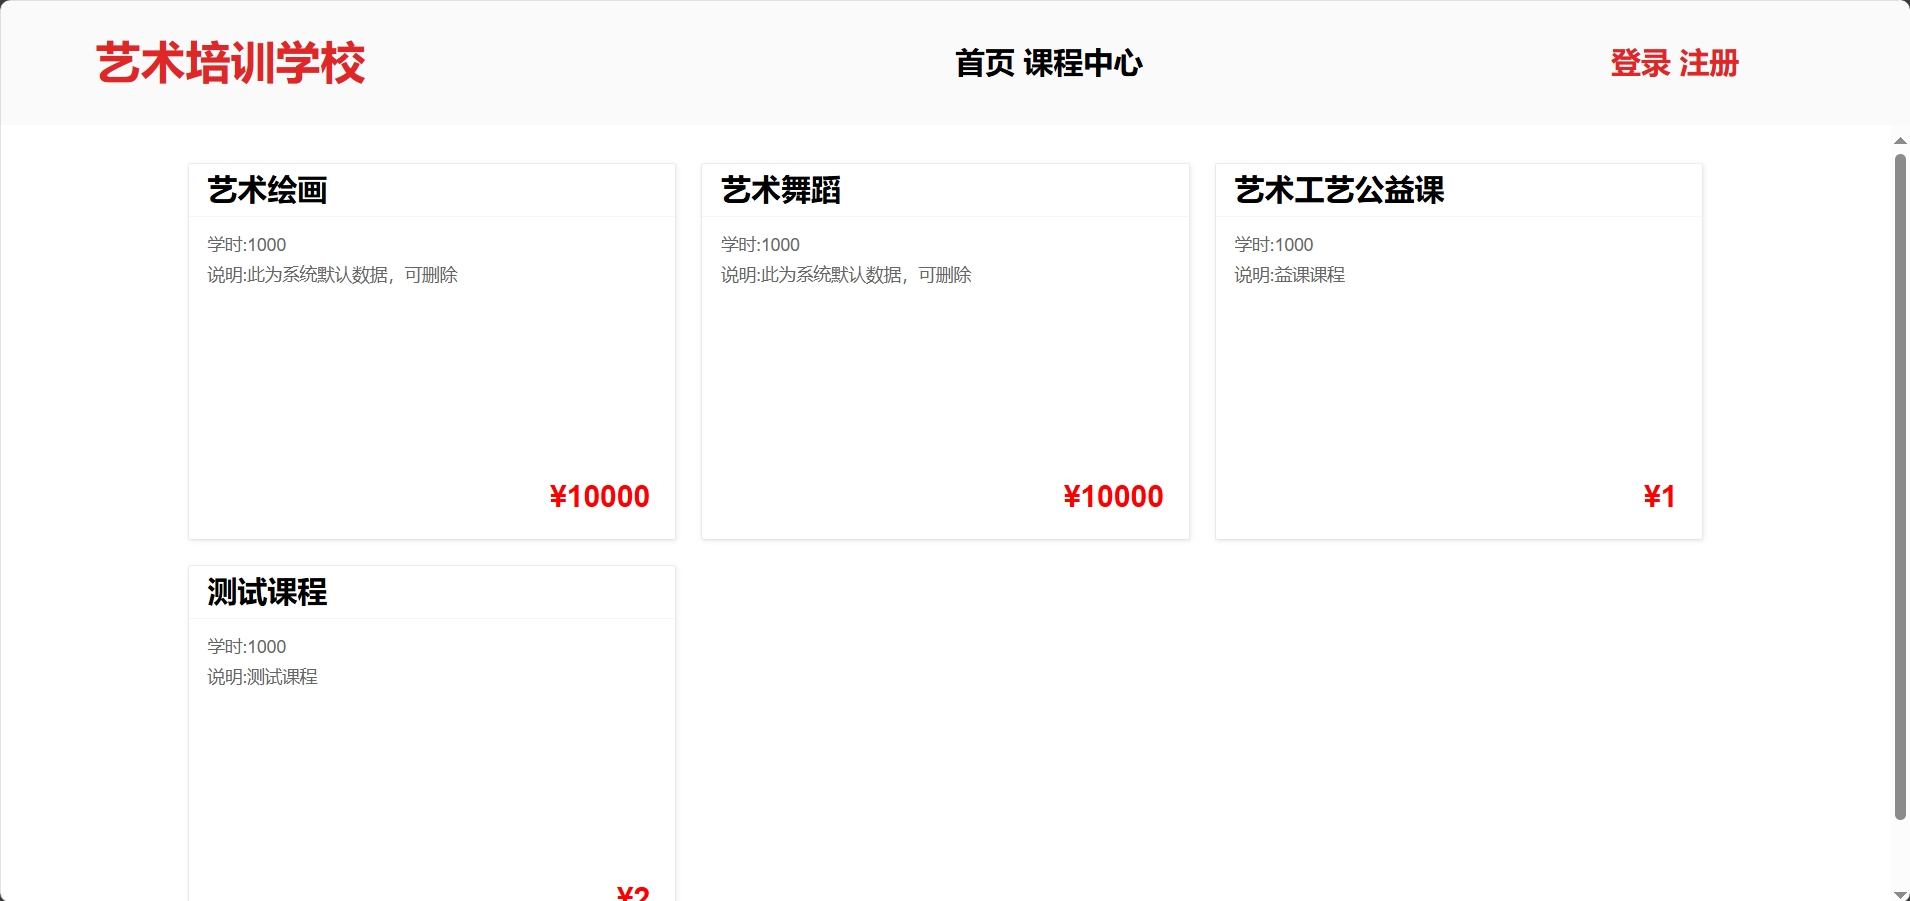 艺术培训学校
首页 课程中心
登录 注册
艺术绘画
学时:1000
说明:此为系统默认数据，可删除
¥10000
艺术舞蹈
学时:1000
说明:此为系统默认数据，可删除
¥10000
艺术工艺公益课
学时:1000
说明:益课课程
¥1
测试课程
学时:1000
说明:测试课程
¥2